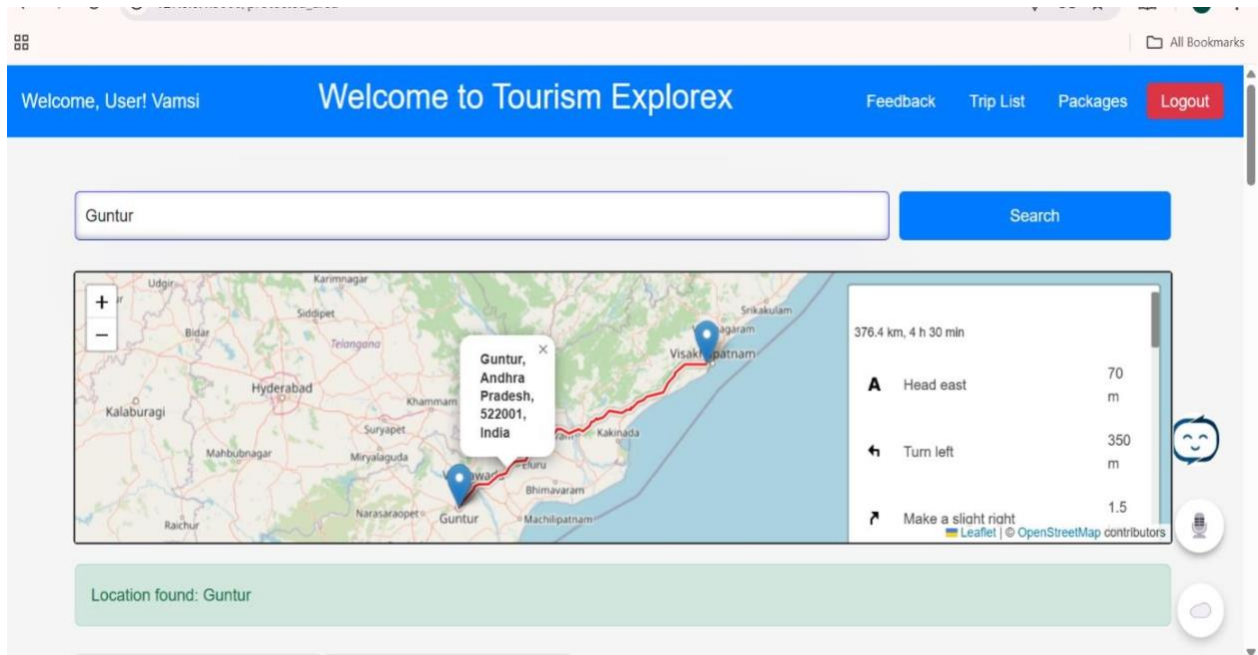 All Bookmarks
Welcome, User! Vamsi
Welcome to Tourism Explorex
Feedback
Trip List
Packages
Logout
Guntur
Search
+
−
Udgir
Karimnagar
Siddipet
Srikakulam
Bidar
Telangana
Hyderabad
Khammam
Kalaburagi
Suryapet
Mahbubnagar
Miryalaguda
Kakinada
Eluru
Bhimavaram
Narasaraopet
Guntur
Machilipatnam
Raichur
Guntur,
Andhra
Pradesh,
522001,
India
×
376.4 km, 4 h 30 min
Head east
70
m
Turn left
350
m
Make a slight right
1.5
Leaflet | © OpenStreetMap contributors
Location found: Guntur